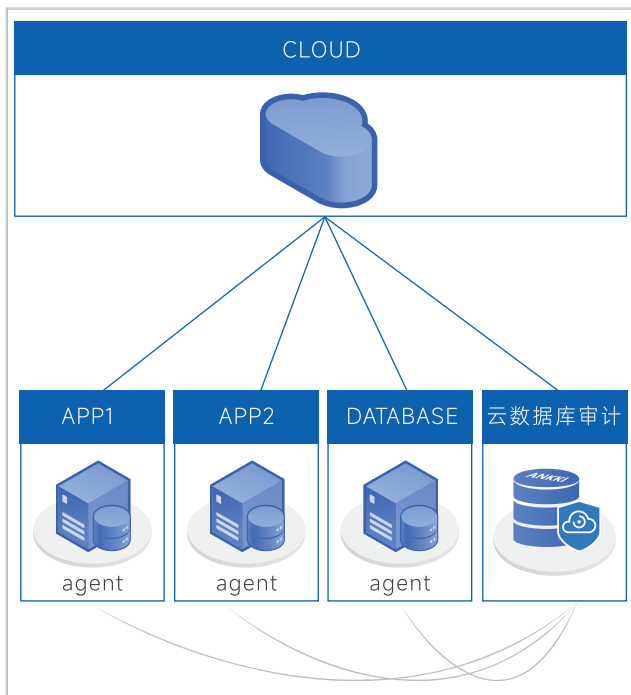 CLOUD
APP1
APP2
DATABASE
云数据库审计
ANKKI
agent
agent
agent